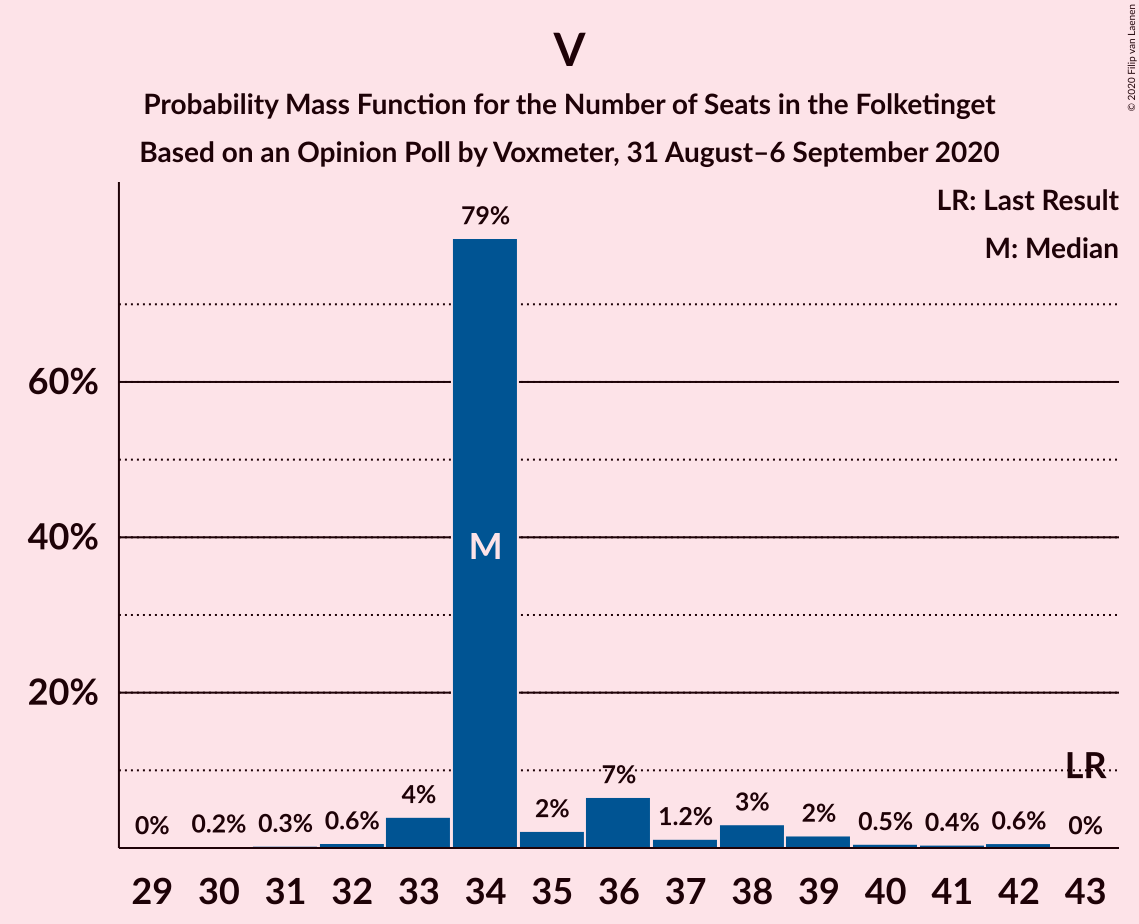 V
Probability Mass Function for the Number of Seats in the Folketinget
Based on an Opinion Poll by Voxmeter, 31 August–6 September 2020
© 2020 Filip van Laenen
LR: Last Result
M: Median
79%
60%
40%
M
20%
LR
0%
0.2%
0.3%
0.6%
4%
2%
7%
1.2%
3%
2%
0.5%
0.4%
0.6%
0%
29 30 31 32 33 34 35 36 37 38 39 40 41 42 43